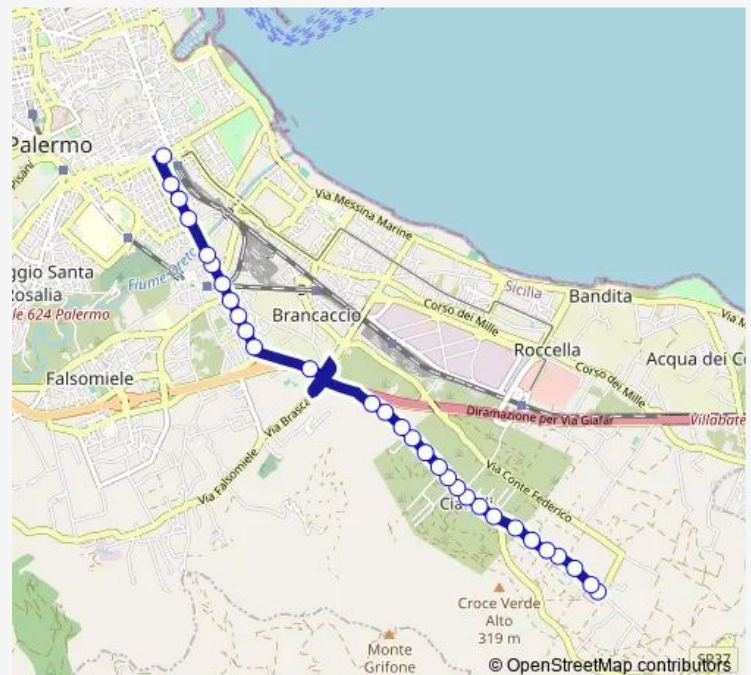 Palermo
Pisani
Via Messina Marine
ggio Santa
Rosalia
Fiume Oreto
le 624 Palermo
Sicilia
Bandita
Corso dei Mille
Via M
Brancaccio
Roccella
Acqua dei Co
Falsomiele
Corso dei Mille
Diramazione per Via Giafar
Villabate
Via Brasca
Via Falsomiele
Via Conte Federico
Croce Verde
Alto
319 m
Monte
Grifone
SP37
© OpenStreetMap contributors